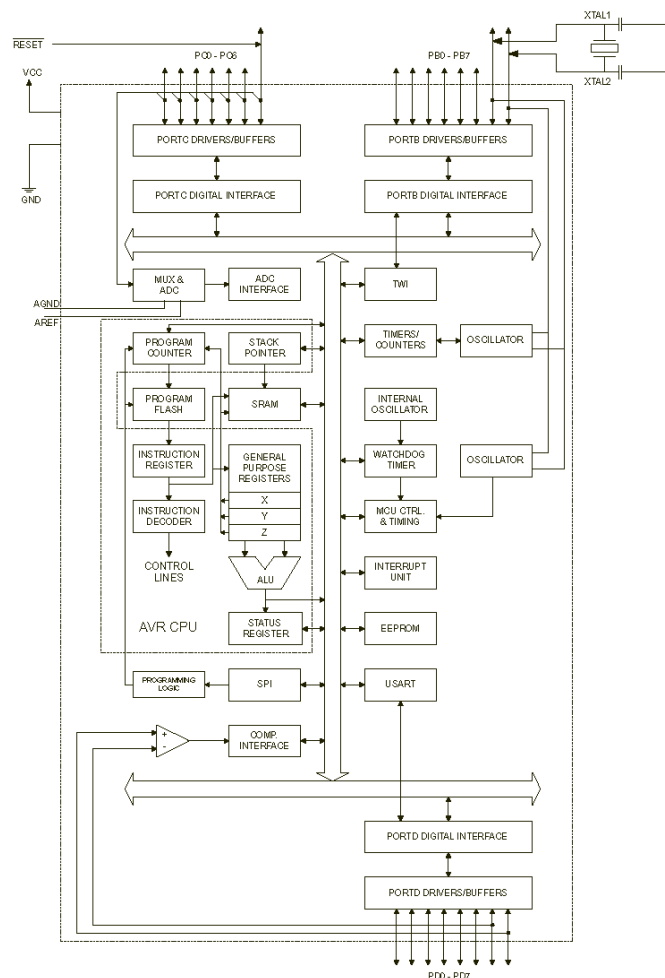 XTAL1
RESET
PC0 - PC6
PB0 - PB7
VCC
XTAL2
PORTC DRIVERS/BUFFERS
PORTB DRIVERS/BUFFERS
PORTC DIGITAL INTERFACE
PORTB DIGITAL INTERFACE
GND
MUX &
ADC
ADC
INTERFACE
TWI
AGND
AREF
PROGRAM
COUNTER
STACK
POINTER
TIMERS/
COUNTERS
OSCILLATOR
PROGRAM
FLASH
SRAM
INTERNAL
OSCILLATOR
INSTRUCTION
REGISTER
GENERAL
PURPOSE
REGISTERS
WATCHDOG
TIMER
OSCILLATOR
X
INSTRUCTION
DECODER
Y
MCU CTRL.
& TIMING
Z
CONTROL
LINES
ALU
INTERRUPT
UNIT
AVR CPU
STATUS
REGISTER
EEPROM
PROGRAMMING
LOGIC
SPI
USART
+
-
COMP.
INTERFACE
PORTD DIGITAL INTERFACE
PORTD DRIVERS/BUFFERS
PD0 - PD7